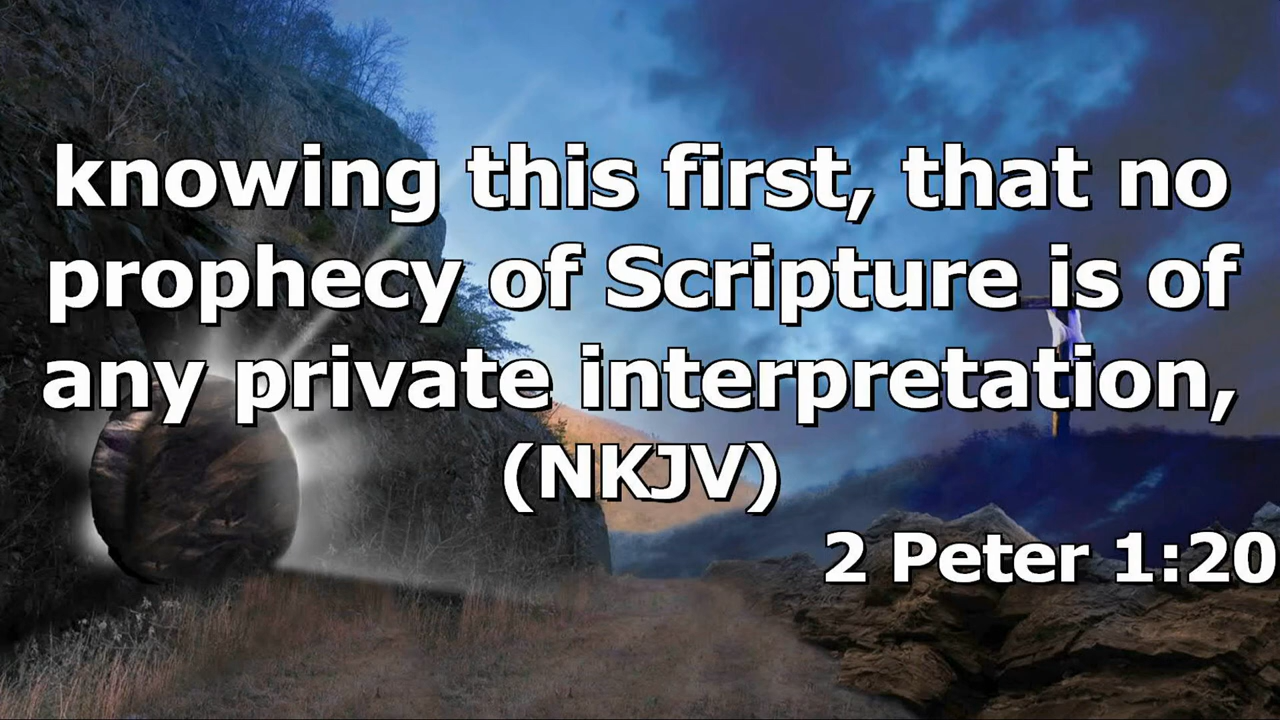 knowing this first, that no
prophecy of Scripture is of
any private interpretation,
(NKJV)
2 Peter 1:20